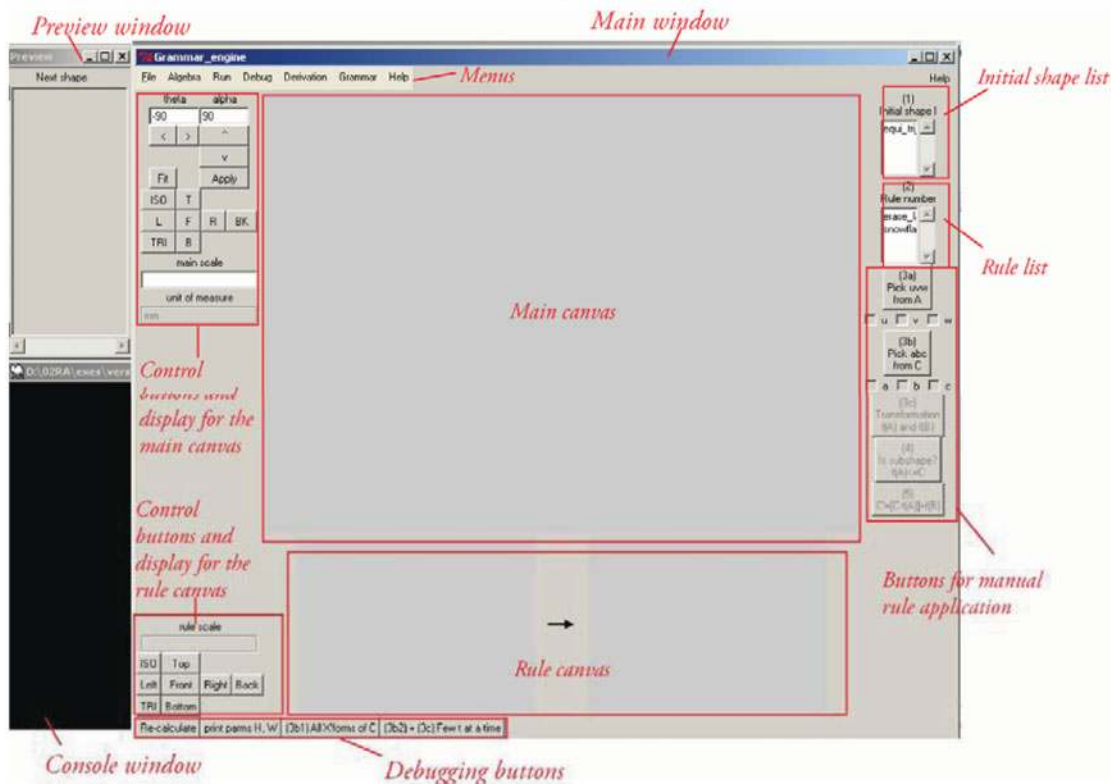 Preview window
Main window
Preview
Grammar_engine
Next shape
File Algebra Run Debug Derivation Grammar Help
Menus
Help
Initial shape list
theta alpha
-90 90
< > ^
v
Fit Apply
ISO T
L F R BK
TRI B
main scale
unit of measure
mm
(1)
Initial shape l
equi_tri
(2)
Rule number
erase_l
snowfla
Rule list
(3a)
Pick uvw
from A
u v w
(3b)
Pick abc
from C
a b c
(3c)
Transformation
t(A) and t(B)
(4)
Is subshape?
t(A)<=C
(5)
C'=[C-t(A)]+t(B)
Main canvas
D:\02RA\exes\vers
Control
buttons and
display for the
main canvas
Control
buttons and
display for the
rule canvas
Buttons for manual
rule application
rule scale
ISO Top
Left Front Right Back
TRI Bottom
Rule canvas
Re-calculate print parms H, W (3b1) All Xforms of C (3b2) + (3c) Few t at a time
Console window
Debugging buttons